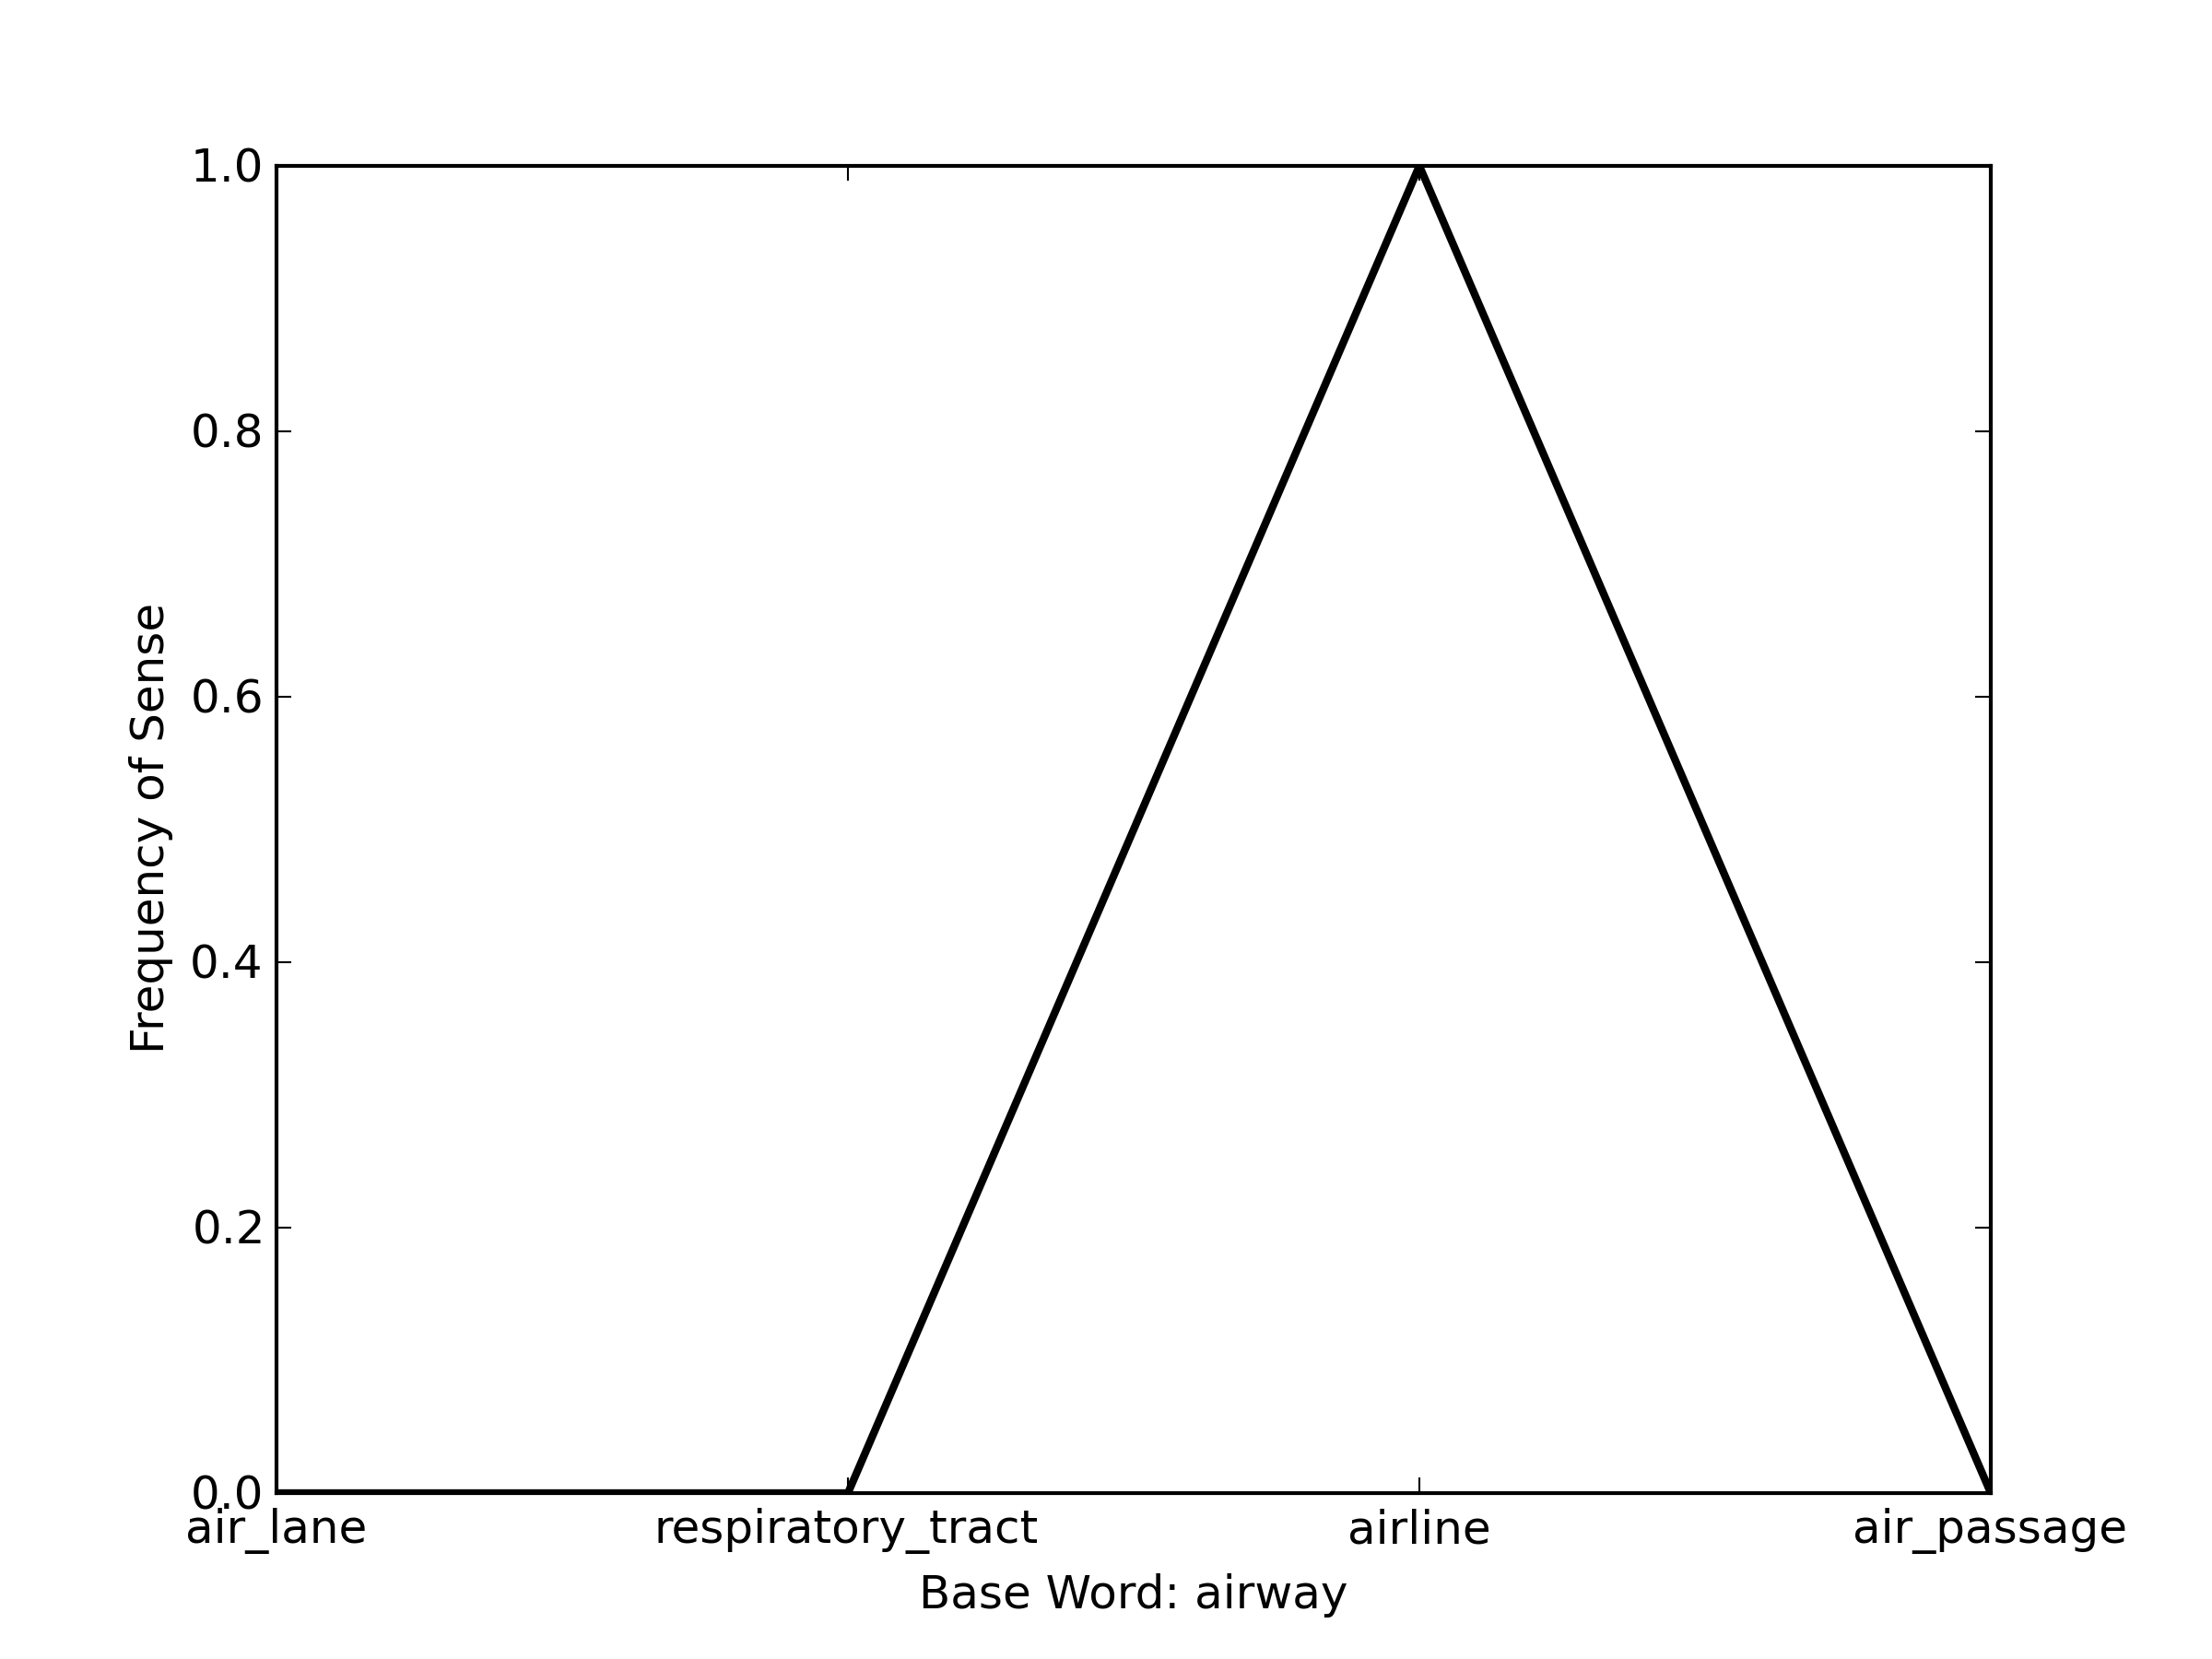 1.0
0.8
0.6
0.4
0.2
0.0
Frequency of Sense
air_lane respiratory_tract airline air_passage
Base Word: airway